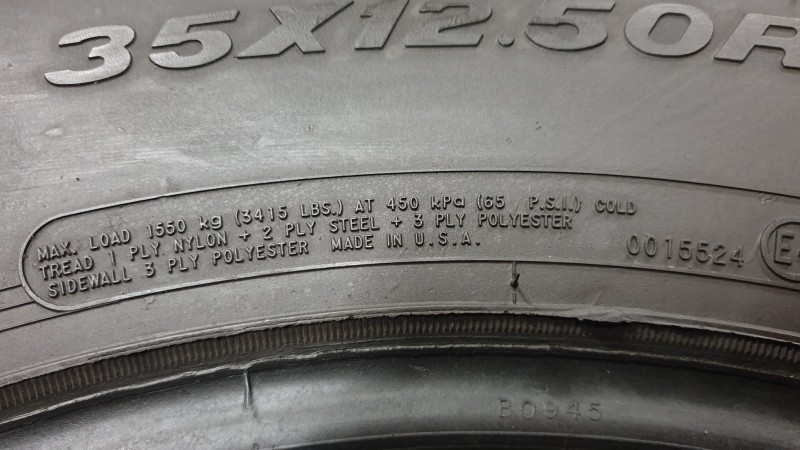 35X12.50R
MAX. LOAD 1550 kg (3415 LBS.) AT 450 kPa (65 P.S.I.) COLD
TREAD 1 PLY NYLON + 2 PLY STEEL + 3 PLY POLYESTER
SIDEWALL 3 PLY POLYESTER MADE IN U.S.A.
0015524
B0945